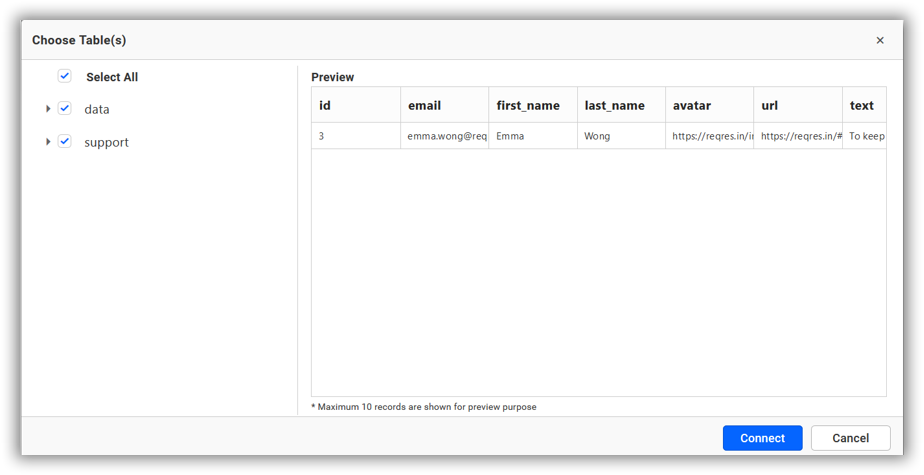 Choose Table(s)
Select All
data
support
Preview
id email first_name last_name avatar url text
3 emma.wong@req Emma Wong https://reqres.in/ir https://reqres.in/# To keep
* Maximum 10 records are shown for preview purpose
Connect Cancel